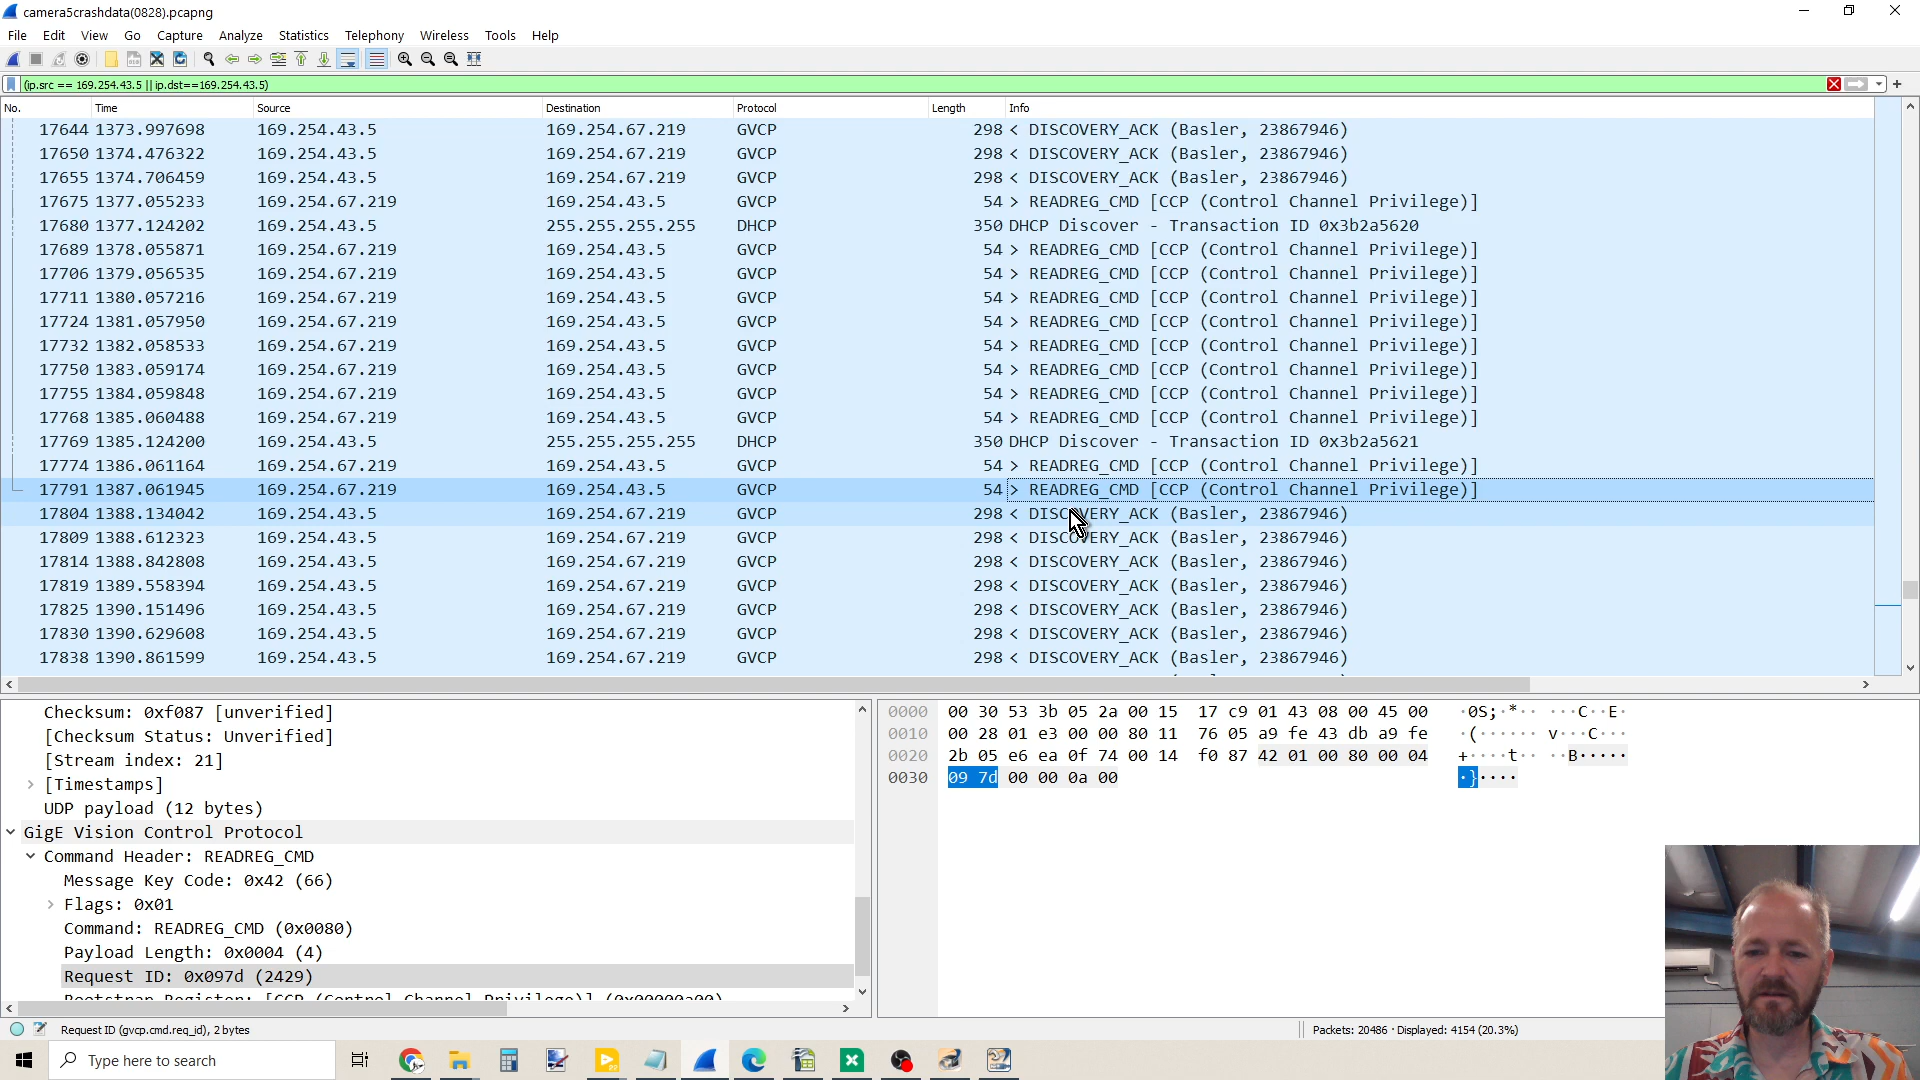 camera5crashdata(0828).pcapng
File Edit View Go Capture Analyze Statistics Telephony Wireless Tools Help
(ip.src == 169.254.43.5 || ip.dst==169.254.43.5)
No. Time Source Destination Protocol Length Info
17644 1373.997698 169.254.43.5 169.254.67.219 GVCP 298 < DISCOVERY_ACK (Basler, 23867946)
17650 1374.476322 169.254.43.5 169.254.67.219 GVCP 298 < DISCOVERY_ACK (Basler, 23867946)
17655 1374.706459 169.254.43.5 169.254.67.219 GVCP 298 < DISCOVERY_ACK (Basler, 23867946)
17675 1377.055233 169.254.67.219 169.254.43.5 GVCP 54 > READREG_CMD [CCP (Control Channel Privilege)]
17680 1377.124202 169.254.43.5 255.255.255.255 DHCP 350 DHCP Discover - Transaction ID 0x3b2a5620
17689 1378.055871 169.254.67.219 169.254.43.5 GVCP 54 > READREG_CMD [CCP (Control Channel Privilege)]
17706 1379.056535 169.254.67.219 169.254.43.5 GVCP 54 > READREG_CMD [CCP (Control Channel Privilege)]
17711 1380.057216 169.254.67.219 169.254.43.5 GVCP 54 > READREG_CMD [CCP (Control Channel Privilege)]
17724 1381.057950 169.254.67.219 169.254.43.5 GVCP 54 > READREG_CMD [CCP (Control Channel Privilege)]
17732 1382.058533 169.254.67.219 169.254.43.5 GVCP 54 > READREG_CMD [CCP (Control Channel Privilege)]
17750 1383.059174 169.254.67.219 169.254.43.5 GVCP 54 > READREG_CMD [CCP (Control Channel Privilege)]
17755 1384.059848 169.254.67.219 169.254.43.5 GVCP 54 > READREG_CMD [CCP (Control Channel Privilege)]
17768 1385.060488 169.254.67.219 169.254.43.5 GVCP 54 > READREG_CMD [CCP (Control Channel Privilege)]
17769 1385.124200 169.254.43.5 255.255.255.255 DHCP 350 DHCP Discover - Transaction ID 0x3b2a5621
17774 1386.061164 169.254.67.219 169.254.43.5 GVCP 54 > READREG_CMD [CCP (Control Channel Privilege)]
17791 1387.061945 169.254.67.219 169.254.43.5 GVCP 54 > READREG_CMD [CCP (Control Channel Privilege)]
17804 1388.134042 169.254.43.5 169.254.67.219 GVCP 298 < DISCOVERY_ACK (Basler, 23867946)
17809 1388.612323 169.254.43.5 169.254.67.219 GVCP 298 < DISCOVERY_ACK (Basler, 23867946)
17814 1388.842808 169.254.43.5 169.254.67.219 GVCP 298 < DISCOVERY_ACK (Basler, 23867946)
17819 1389.558394 169.254.43.5 169.254.67.219 GVCP 298 < DISCOVERY_ACK (Basler, 23867946)
17825 1390.151496 169.254.43.5 169.254.67.219 GVCP 298 < DISCOVERY_ACK (Basler, 23867946)
17830 1390.629608 169.254.43.5 169.254.67.219 GVCP 298 < DISCOVERY_ACK (Basler, 23867946)
17838 1390.861599 169.254.43.5 169.254.67.219 GVCP 298 < DISCOVERY_ACK (Basler, 23867946)
Checksum: 0xf087 [unverified]
[Checksum Status: Unverified]
[Stream index: 21]
[Timestamps]
UDP payload (12 bytes)
GigE Vision Control Protocol
Command Header: READREG_CMD
Message Key Code: 0x42 (66)
Flags: 0x01
Command: READREG_CMD (0x0080)
Payload Length: 0x0004 (4)
Request ID: 0x097d (2429)
Bootstrap Register: [CCP (Control Channel Privilege)] (0x00000a00)
0000 00 30 53 3b 05 2a 00 15 17 c9 01 43 08 00 45 00 ·0S;·*·· ···C··E·
0010 00 28 01 e3 00 00 80 11 76 05 a9 fe 43 db a9 fe ·(······ v···C···
0020 2b 05 e6 ea 0f 74 00 14 f0 87 42 01 00 80 00 04 +····t·· ··B·····
0030 09 7d 00 00 0a 00 ·}····
Request ID (gvcp.cmd.req_id), 2 bytes
Packets: 20486 · Displayed: 4154 (20.3%)
Type here to search